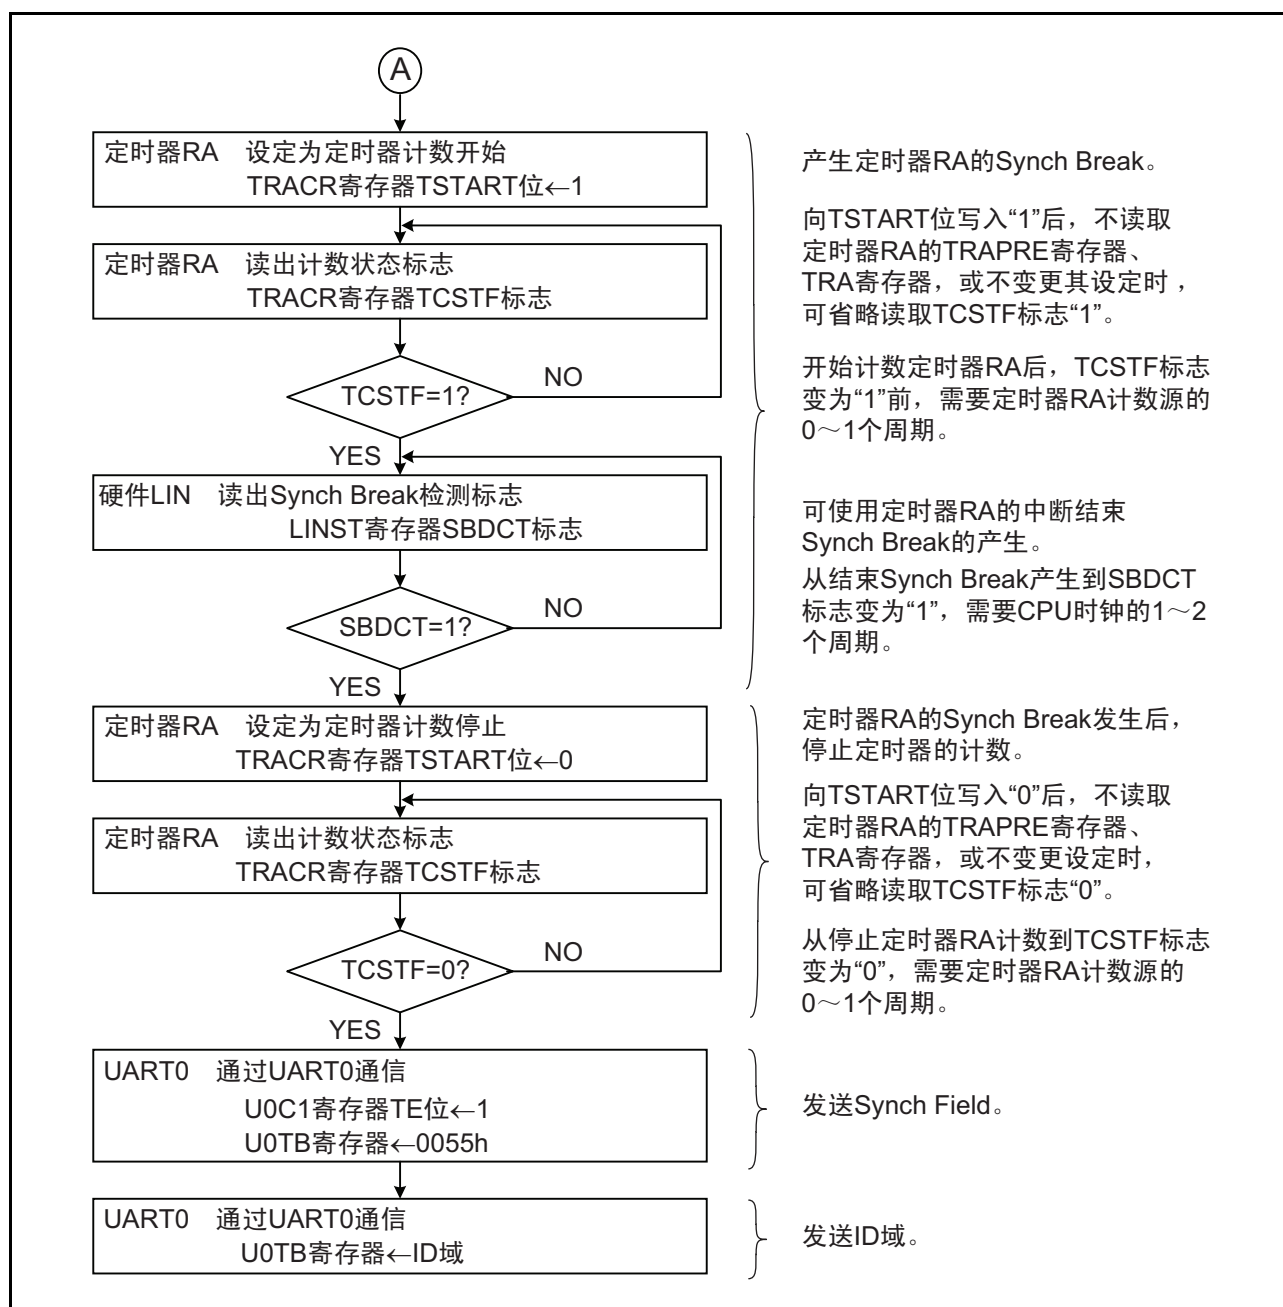 A
定时器RA 设定为定时器计数开始
TRACR寄存器TSTART位←1
定时器RA 读出计数状态标志
TRACR寄存器TCSTF标志
TCSTF=1?
NO
YES
硬件LIN 读出Synch Break检测标志
LINST寄存器SBDCT标志
SBDCT=1?
NO
YES
定时器RA 设定为定时器计数停止
TRACR寄存器TSTART位←0
定时器RA 读出计数状态标志
TRACR寄存器TCSTF标志
TCSTF=0?
NO
YES
UART0 通过UART0通信
U0C1寄存器TE位←1
U0TB寄存器←0055h
UART0 通过UART0通信
U0TB寄存器←ID域
产生定时器RA的Synch Break。
向TSTART位写入“1”后，不读取
定时器RA的TRAPRE寄存器、
TRA寄存器，或不变更其设定时，
可省略读取TCSTF标志“1”。
开始计数定时器RA后，TCSTF标志
变为“1”前，需要定时器RA计数源的
0～1个周期。
可使用定时器RA的中断结束
Synch Break的产生。
从结束Synch Break产生到SBDCT
标志变为“1”，需要CPU时钟的1～2
个周期。
定时器RA的Synch Break发生后，
停止定时器的计数。
向TSTART位写入“0”后，不读取
定时器RA的TRAPRE寄存器、
TRA寄存器，或不变更设定时，
可省略读取TCSTF标志“0”。
从停止定时器RA计数到TCSTF标志
变为“0”，需要定时器RA计数源的
0～1个周期。
发送Synch Field。
发送ID域。